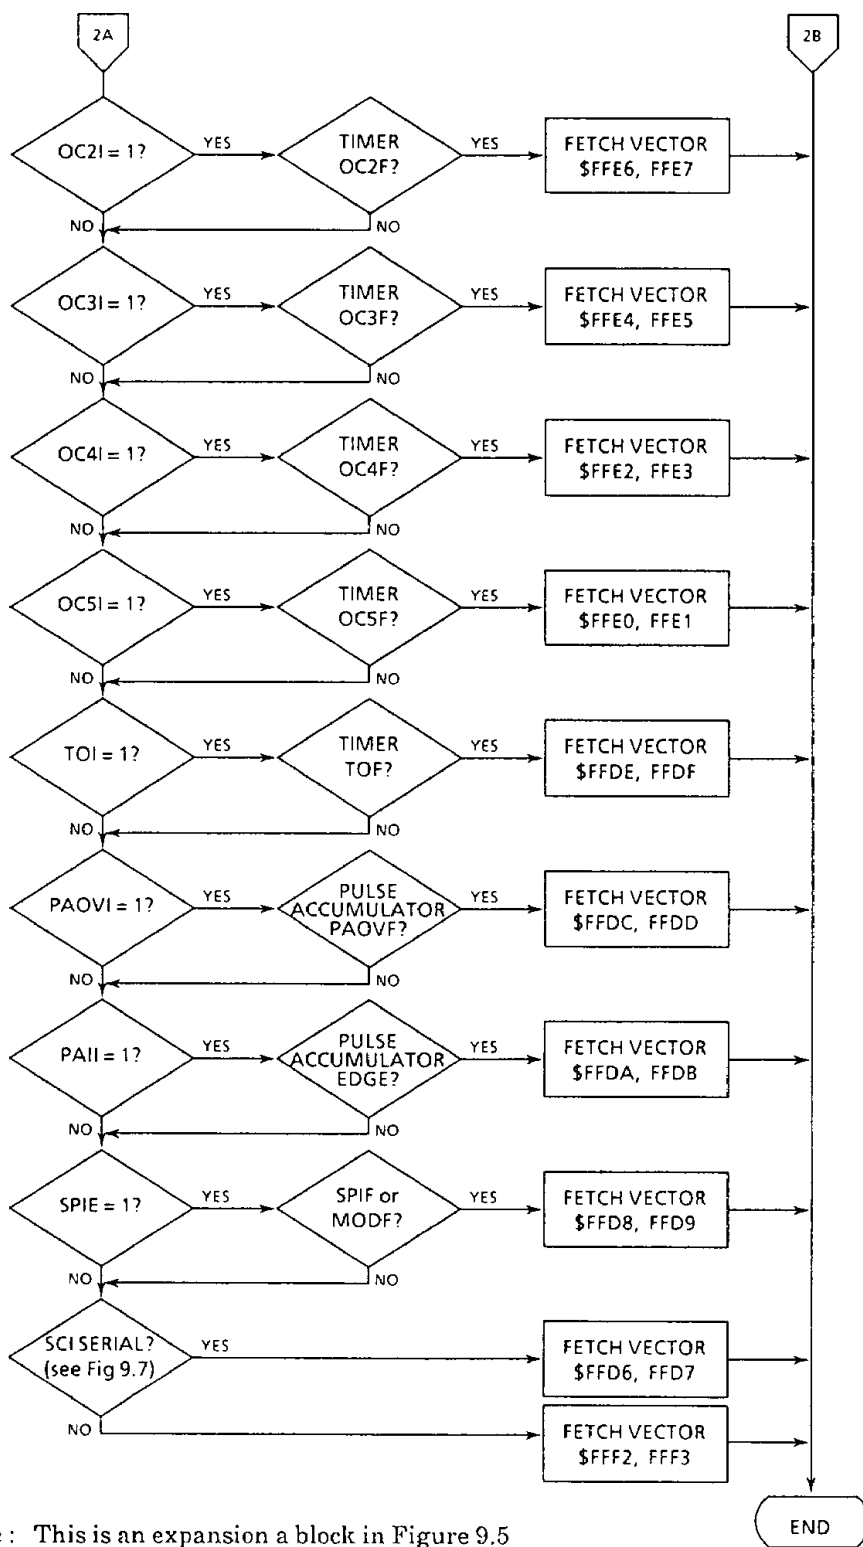 2A
2B
OC2I = 1?
YES
TIMER
OC2F?
YES
FETCH VECTOR
$FFE6, FFE7
NO
NO
OC3I = 1?
YES
TIMER
OC3F?
YES
FETCH VECTOR
$FFE4, FFE5
NO
NO
OC4I = 1?
YES
TIMER
OC4F?
YES
FETCH VECTOR
$FFE2, FFE3
NO
NO
OC5I = 1?
YES
TIMER
OC5F?
YES
FETCH VECTOR
$FFE0, FFE1
NO
NO
TOI = 1?
YES
TIMER
TOF?
YES
FETCH VECTOR
$FFDE, FFDF
NO
NO
PAOVI = 1?
YES
PULSE
ACCUMULATOR
PAOVF?
YES
FETCH VECTOR
$FFDC, FFDD
NO
NO
PAII = 1?
YES
PULSE
ACCUMULATOR
EDGE?
YES
FETCH VECTOR
$FFDA, FFDB
NO
NO
SPIE = 1?
YES
SPIF or
MODF?
YES
FETCH VECTOR
$FFD8, FFD9
NO
NO
SCI SERIAL?
(see Fig 9.7)
YES
FETCH VECTOR
$FFD6, FFD7
NO
FETCH VECTOR
$FFF2, FFF3
END
: This is an expansion a block in Figure 9.5